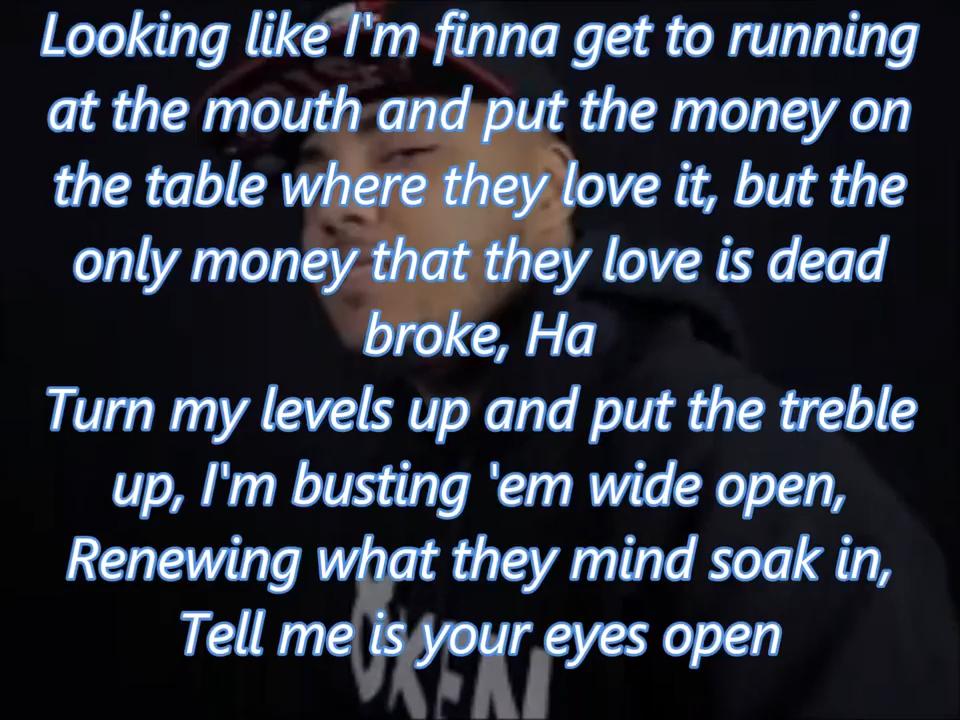 Looking like I'm finna get to running
at the mouth and put the money on
the table where they love it, but the
only money that they love is dead
broke, Ha
Turn my levels up and put the treble
up, I'm busting 'em wide open,
Renewing what they mind soak in,
Tell me is your eyes open